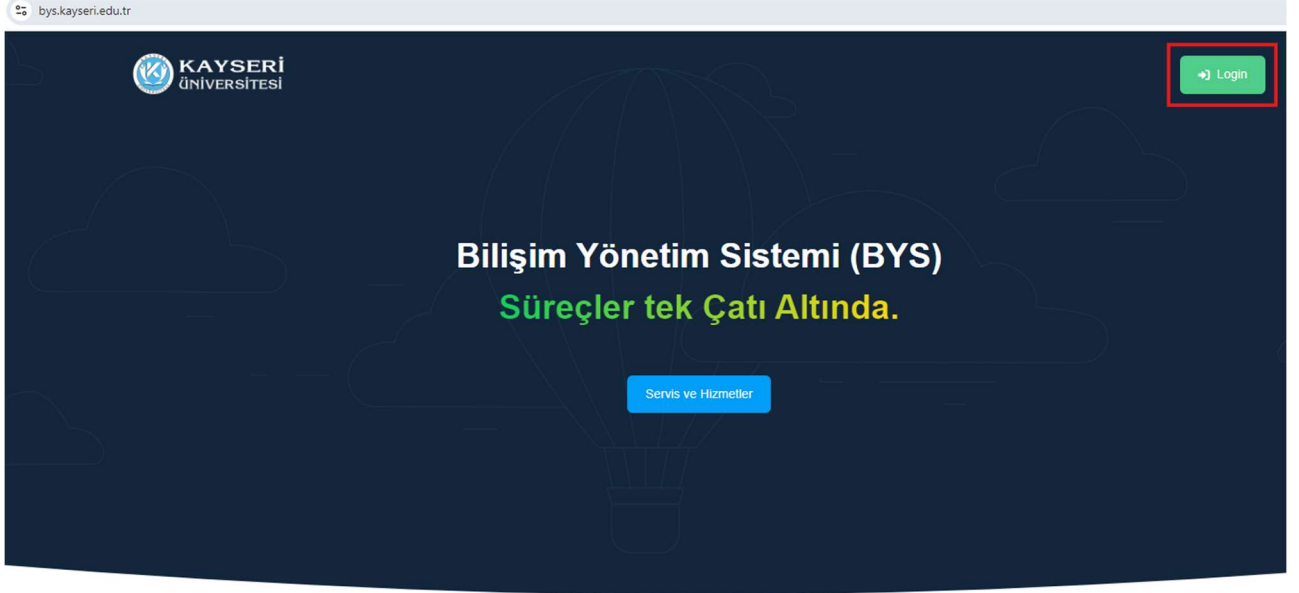 bys.kayseri.edu.tr
KAYSERİ
ÜNİVERSİTESİ
Login
Bilişim Yönetim Sistemi (BYS)
Süreçler tek Çatı Altında.
Servis ve Hizmetler